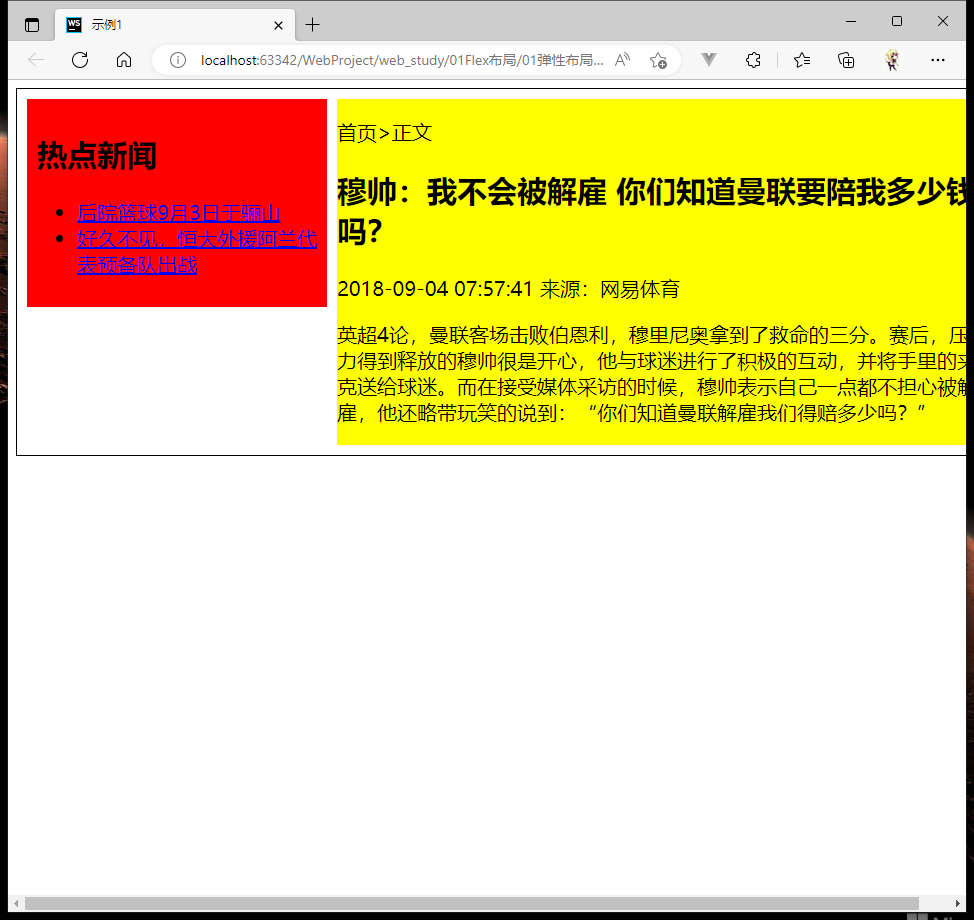 WS 示例1
localhost:63342/WebProject/web_study/01Flex布局/01弹性布局...
热点新闻
后院篮球9月3日于骊山
好久不见，恒大外援阿兰代
表预备队出战
首页>正文
穆帅：我不会被解雇 你们知道曼联要陪我多少钱
吗？
2018-09-04 07:57:41 来源：网易体育
英超4论，曼联客场击败伯恩利，穆里尼奥拿到了救命的三分。赛后，压
力得到释放的穆帅很是开心，他与球迷进行了积极的互动，并将手里的夹
克送给球迷。而在接受媒体采访的时候，穆帅表示自己一点都不担心被解
雇，他还略带玩笑的说到：“你们知道曼联解雇我们得赔多少吗？”